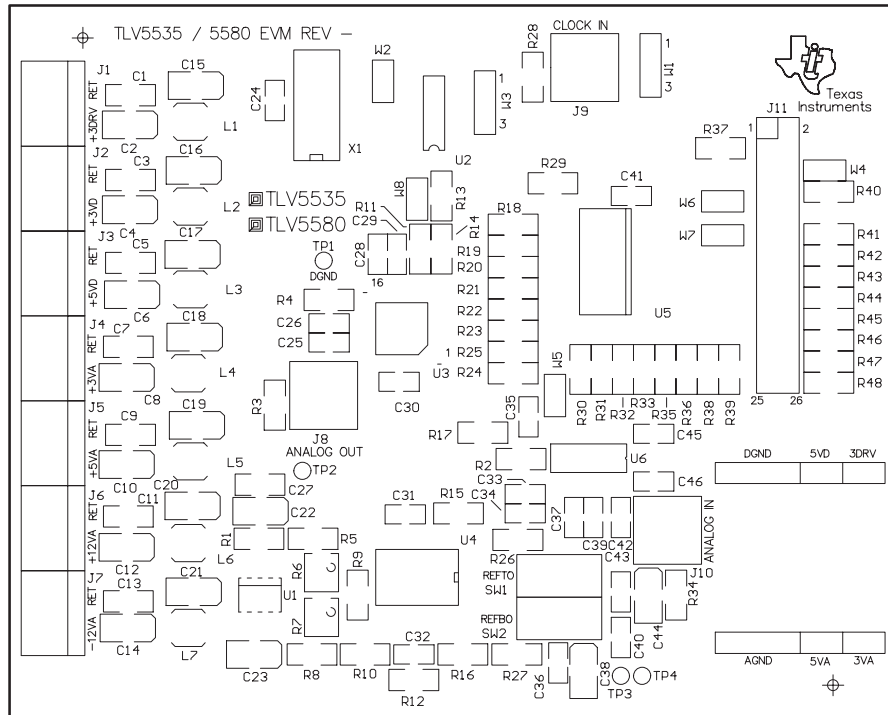 TLV5535 / 5580 EVM REV -
CLOCK IN
Texas
Instruments
J1
RET
+3DRV
C1
C15
C2
L1
J2
RET
+3VD
C3
C16
C4
L2
J3
RET
+5VD
C5
C17
C6
L3
J4
RET
+3VA
C7
C18
C8
L4
J5
RET
+5VA
C9
C19
C10
L5
J6
RET
+12VA
C11
C20
C12
L6
J7
RET
-12VA
C13
C21
C14
L7
C24
X1
W2
W3
1
3
U2
R28
J9
W1
1
3
J11
1
2
25
26
R37
W4
R40
W6
W7
R29
C41
U5
TLV5535
TLV5580
W8
R13
R11
C29
C28
R14
R18
R19
R20
R21
R22
R23
R25
R24
16
1
U3
TP1
DGND
R4
C26
C25
R3
J8
ANALOG OUT
TP2
C30
R41
R42
R43
R44
R45
R46
R47
R48
W5
R30
R31
R32
R33
R35
R36
R38
R39
C35
R17
R2
U6
C45
C46
C33
C34
C37
C39
C42
C43
ANALOG IN
J10
R34
C27
C22
R1
R5
R6
R7
R9
U1
C31
R15
U4
R26
REFTO
SW1
REFBO
SW2
C40
C44
C23
R8
R10
C32
R12
R16
R27
C36
C38
TP3
TP4
DGND
5VD
3DRV
AGND
5VA
3VA